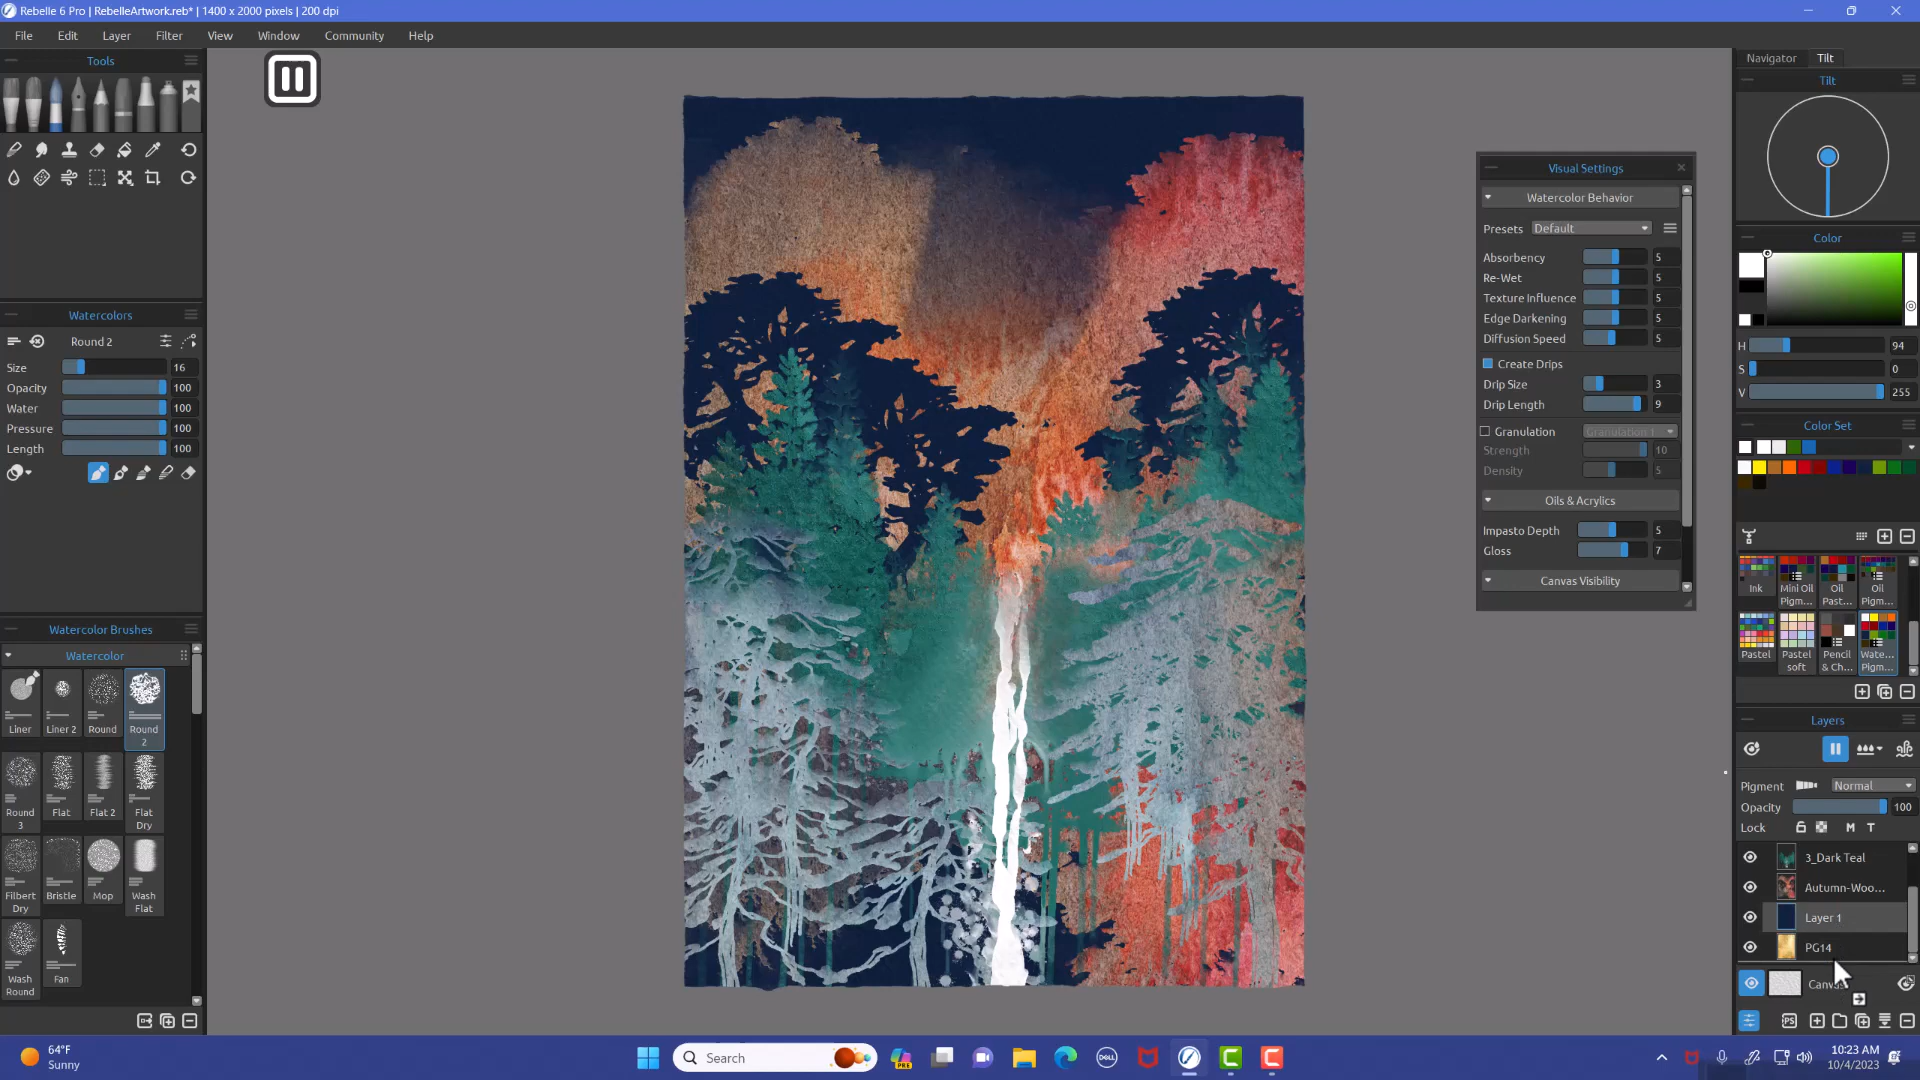 Rebelle 6 Pro | RebelleArtwork.reb* | 1400 x 2000 pixels | 200 dpi
File Edit Layer Filter View Window Community Help
Tools
Watercolors
Round 2
Size 16
Opacity 100
Water 100
Pressure 100
Length 100
Watercolor Brushes
Watercolor
Liner Liner 2 Round Round 2
Round 3 Flat Flat 2 Flat Dry
Filbert Dry Bristle Mop Wash Flat
Wash Round Fan
Visual Settings
Watercolor Behavior
Presets Default
Absorbency 5
Re-Wet 5
Texture Influence 5
Edge Darkening 5
Diffusion Speed 5
Create Drips
Drip Size 3
Drip Length 9
Granulation Granulation 1
Strength 10
Density 5
Oils & Acrylics
Impasto Depth 5
Gloss 7
Canvas Visibility
Navigator Tilt
Tilt
Color
H 94
S 0
V 255
Color Set
Ink Mini Oil Pigm... Oil Past... Oil Pigm...
Pastel Pastel soft Pencil & Ch... Wate... Pigm...
Layers
Pigment Normal
Opacity 100
Lock M T
3_Dark Teal
Autumn-Woo...
Layer 1
PG14
PS
64°F
Sunny
Search
PRE
DELL
10:23 AM
10/4/2023